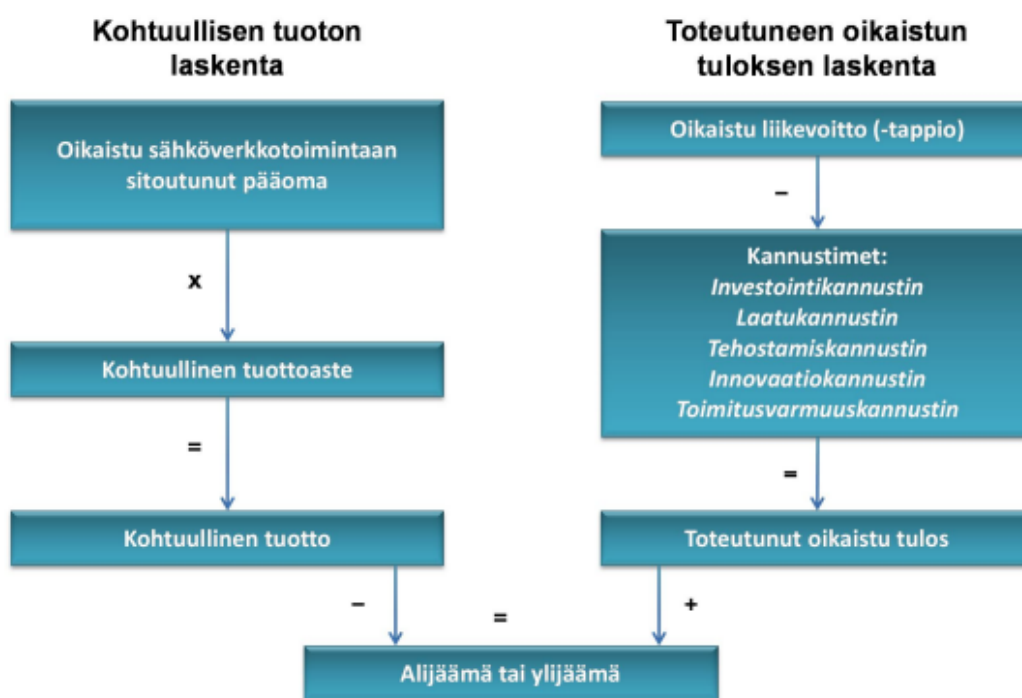 Kohtuullisen tuoton
laskenta
Oikaistu sähköverkkotoimintaan
sitoutunut pääoma
x
Kohtuullinen tuottoaste
=
Kohtuullinen tuotto
–
Toteutuneen oikaistun
tuloksen laskenta
Oikaistu liikevoitto (-tappio)
–
Kannustimet:
Investointikannustin
Laatukannustin
Tehostamiskannustin
Innovaatiokannustin
Toimitusvarmuuskannustin
=
Toteutunut oikaistu tulos
+
=
Alijäämä tai ylijäämä